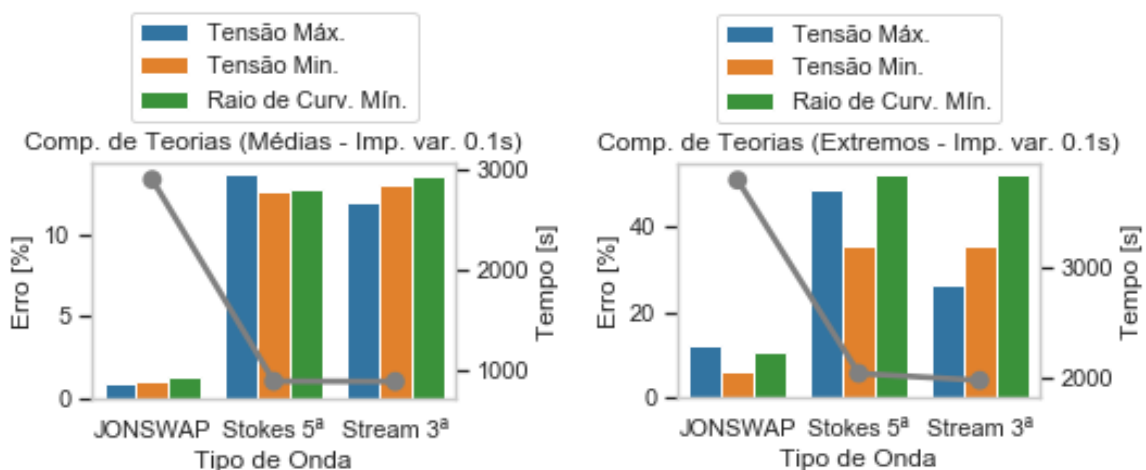 Tensão Máx.
Tensão Min.
Raio de Curv. Mín.
Comp. de Teorias (Médias - Imp. var. 0.1s)
10
5
0
Erro [%]
3000
2000
1000
Tempo [s]
JONSWAP Stokes 5ª Stream 3ª
Tipo de Onda
Tensão Máx.
Tensão Min.
Raio de Curv. Mín.
Comp. de Teorias (Extremos - Imp. var. 0.1s)
40
20
0
Erro [%]
3000
2000
Tempo [s]
JONSWAP Stokes 5ª Stream 3ª
Tipo de Onda